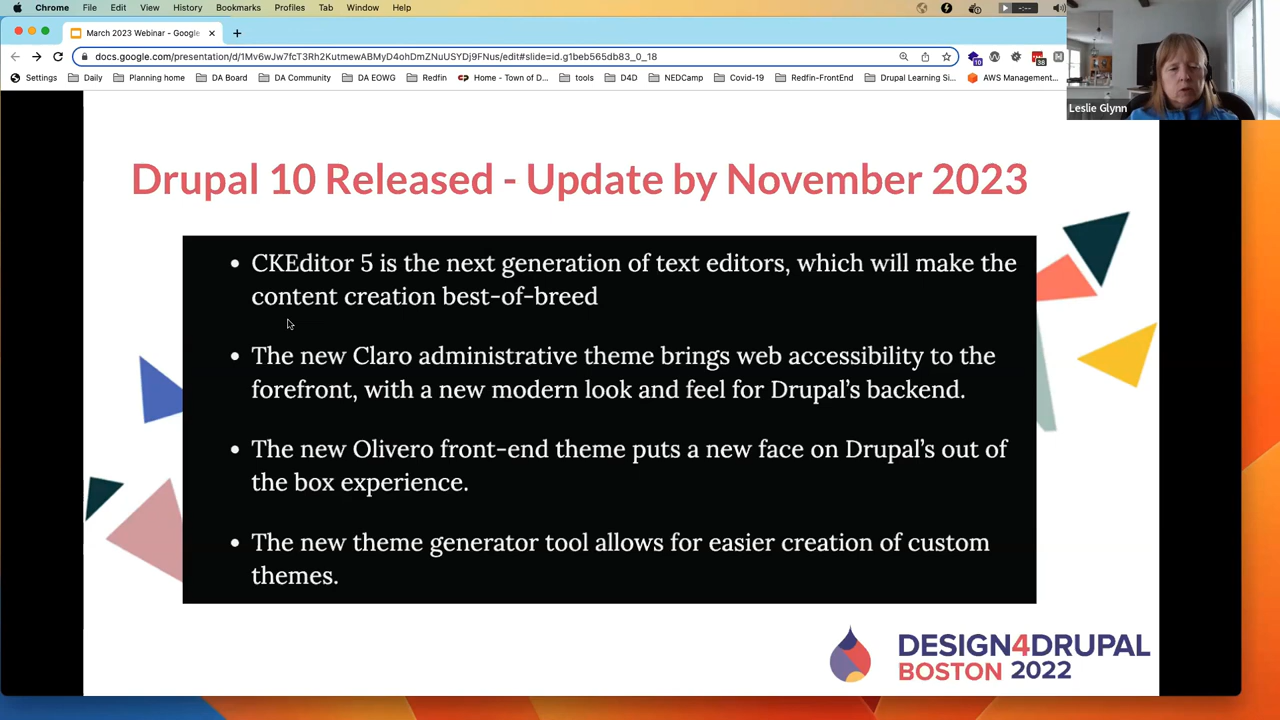 Chrome File Edit View History Bookmarks Profiles Tab Window Help
March 2023 Webinar - Google
docs.google.com/presentation/d/1Mv6wJw7fcT3Rh2KutmewABMyD4ohDmZNuUSYDj9FNus/edit#slide=id.g1beb565db83_0_18
Settings Daily Planning home DA Board DA Community DA EOWG Redfin Home - Town of D... tools D4D NEDCamp Covid-19 Redfin-FrontEnd Drupal Learning Si... AWS Management...
Leslie Glynn
Drupal 10 Released - Update by November 2023
• CKEditor 5 is the next generation of text editors, which will make the
content creation best-of-breed
• The new Claro administrative theme brings web accessibility to the
forefront, with a new modern look and feel for Drupal’s backend.
• The new Olivero front-end theme puts a new face on Drupal’s out of
the box experience.
• The new theme generator tool allows for easier creation of custom
themes.
DESIGN4DRUPAL
BOSTON 2022